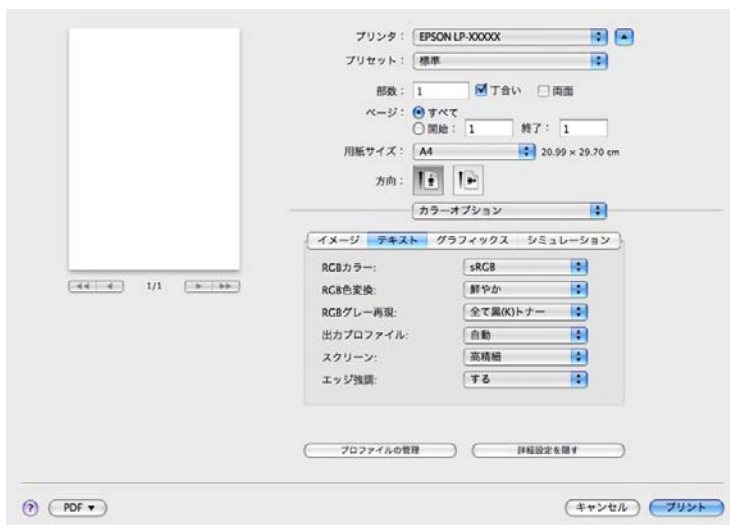 プリンタ： EPSON LP-XXXXX
プリセット： 標準
部数： 1 丁合い 両面
ページ： すべて
開始： 1 終了： 1
用紙サイズ： A4 20.99 × 29.70 cm
方向：
カラーオプション
イメージ テキスト グラフィックス シミュレーション
RGBカラー: sRGB
RGB色変換: 鮮やか
RGBグレー再現: 全て黒(K)トナー
出力プロファイル: 自動
スクリーン: 高精細
エッジ強調: する
1/1
プロファイルの管理 詳細設定を隠す
? PDF ▼ キャンセル プリント